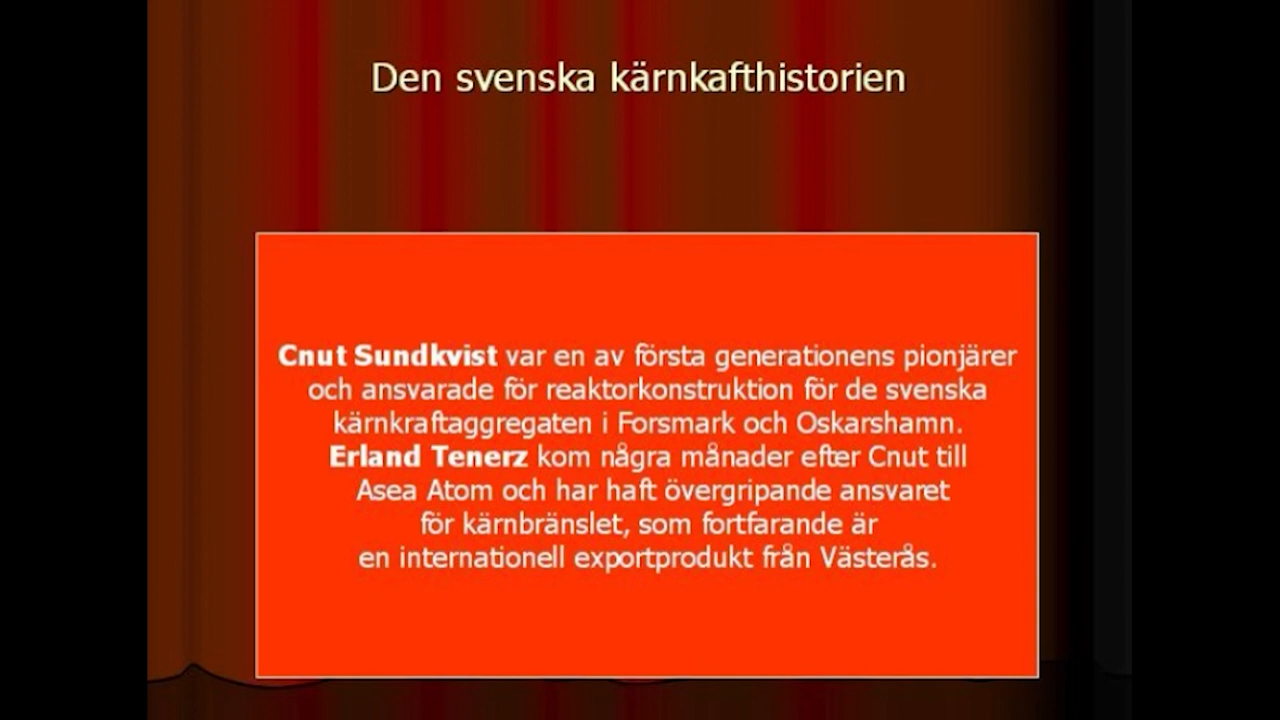 Den svenska kärnkafthistorien
Cnut Sundkvist var en av första generationens pionjärer
och ansvarade för reaktorkonstruktion för de svenska
kärnkraftaggregaten i Forsmark och Oskarshamn.
Erland Tenerz kom några månader efter Cnut till
Asea Atom och har haft övergripande ansvaret
för kärnbränslet, som fortfarande är
en internationell exportprodukt från Västerås.